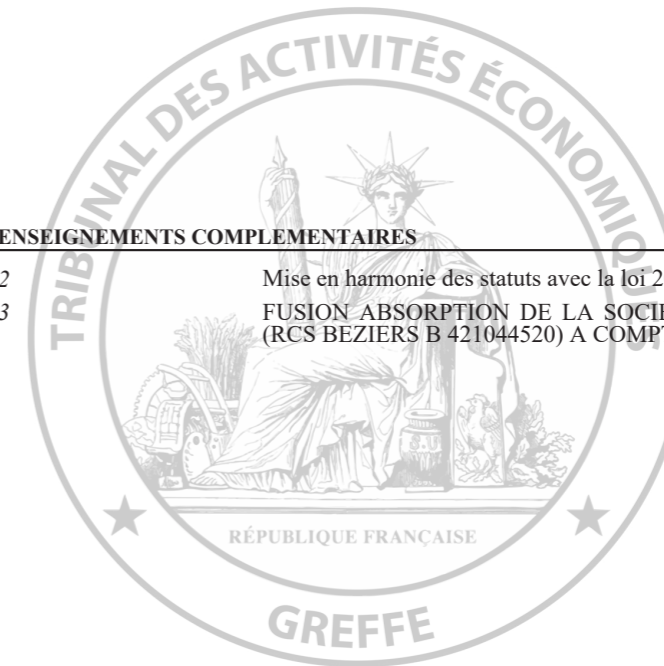 TRIBUNAL DES ACTIVITÉS ÉCONOMIQUES
ENSEIGNEMENTS COMPLEMENTAIRES
2 Mise en harmonie des statuts avec la loi 2
3 FUSION ABSORPTION DE LA SOCIE
(RCS BEZIERS B 421044520) A COMPT
RÉPUBLIQUE FRANÇAISE
GREFFE